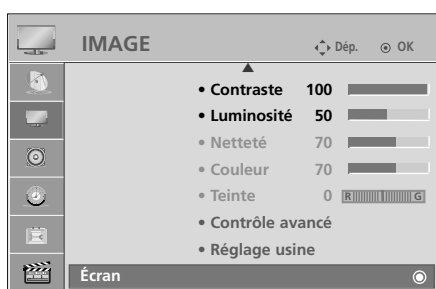 IMAGE Dép. OK
• Contraste 100
• Luminosité 50
• Netteté 70
• Couleur 70
• Teinte 0 R G
• Contrôle avancé
• Réglage usine
Écran